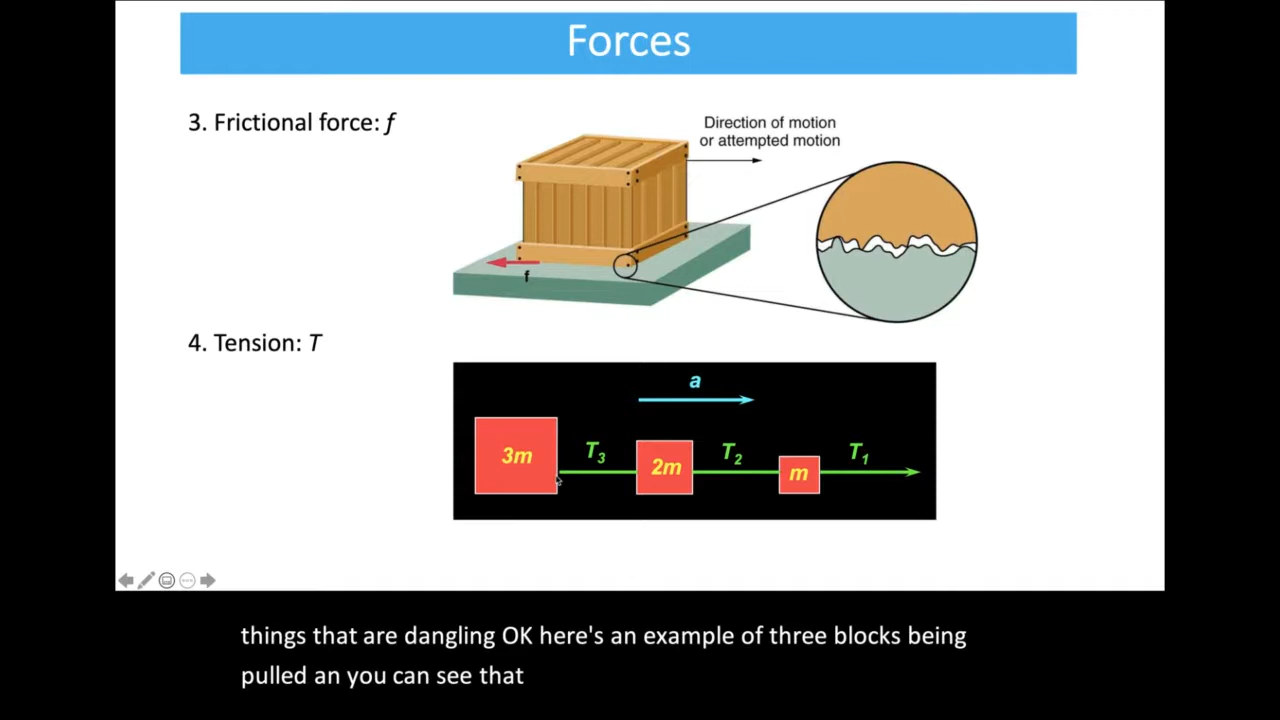 Forces
3. Frictional force: f
Direction of motion
or attempted motion
f
4. Tension: T
a
3m
T₃
2m
T₂
m
T₁
things that are dangling OK here's an example of three blocks being
pulled an you can see that